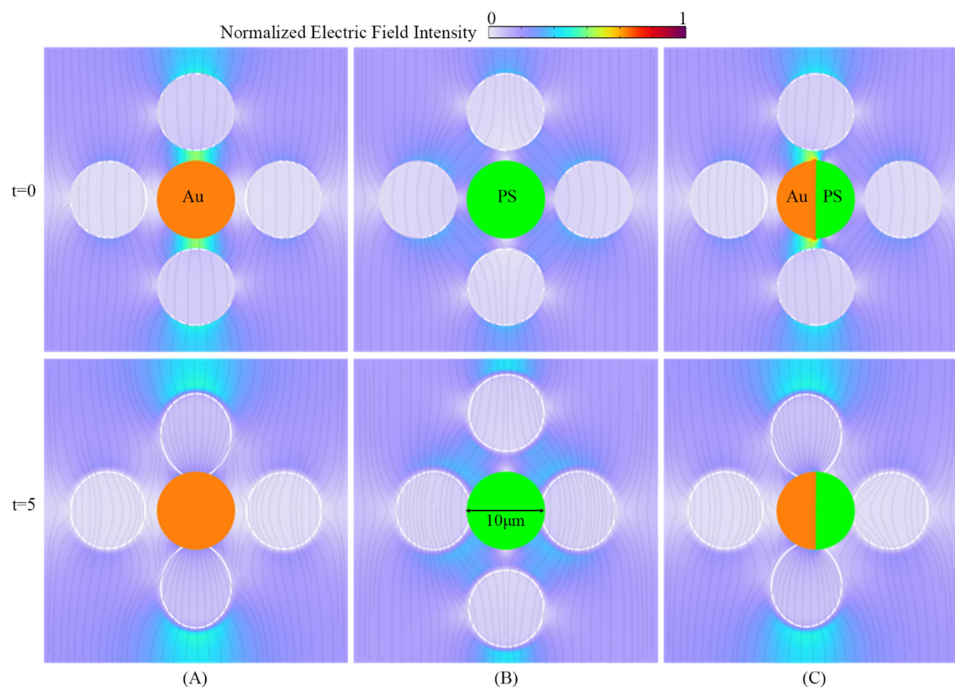 0 1
Normalized Electric Field Intensity
t=0
Au
PS
Au PS
t=5
10μm
(A) (B) (C)